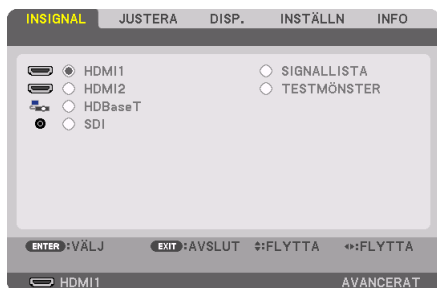 INSIGNAL JUSTERA DISP. INSTÄLLN INFO
HDMI1 SIGNALLISTA
HDMI2 TESTMÖNSTER
HDBaseT
SDI
ENTER:VÄLJ EXIT:AVSLUT :FLYTTA :FLYTTA
HDMI1 AVANCERAT